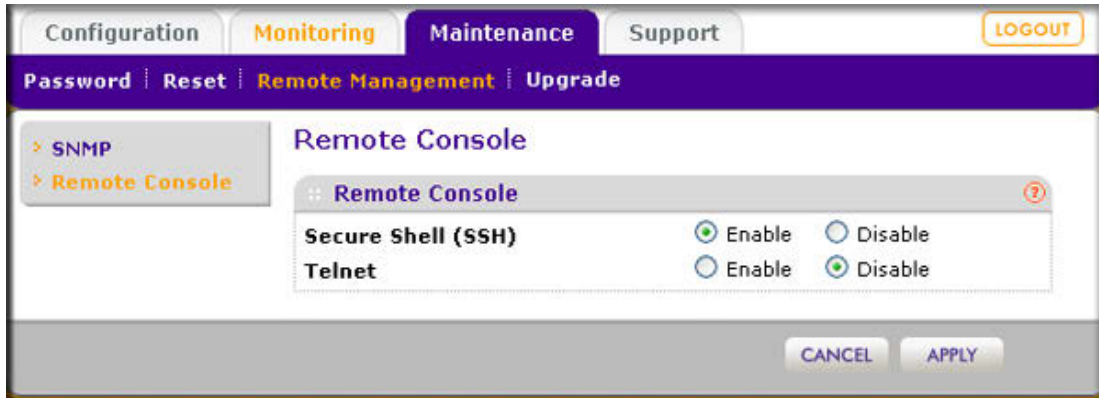 Configuration Monitoring Maintenance Support LOGOUT
Password Reset Remote Management Upgrade
SNMP
Remote Console
Remote Console
Remote Console ?
Secure Shell (SSH) Enable Disable
Telnet Enable Disable
CANCEL APPLY